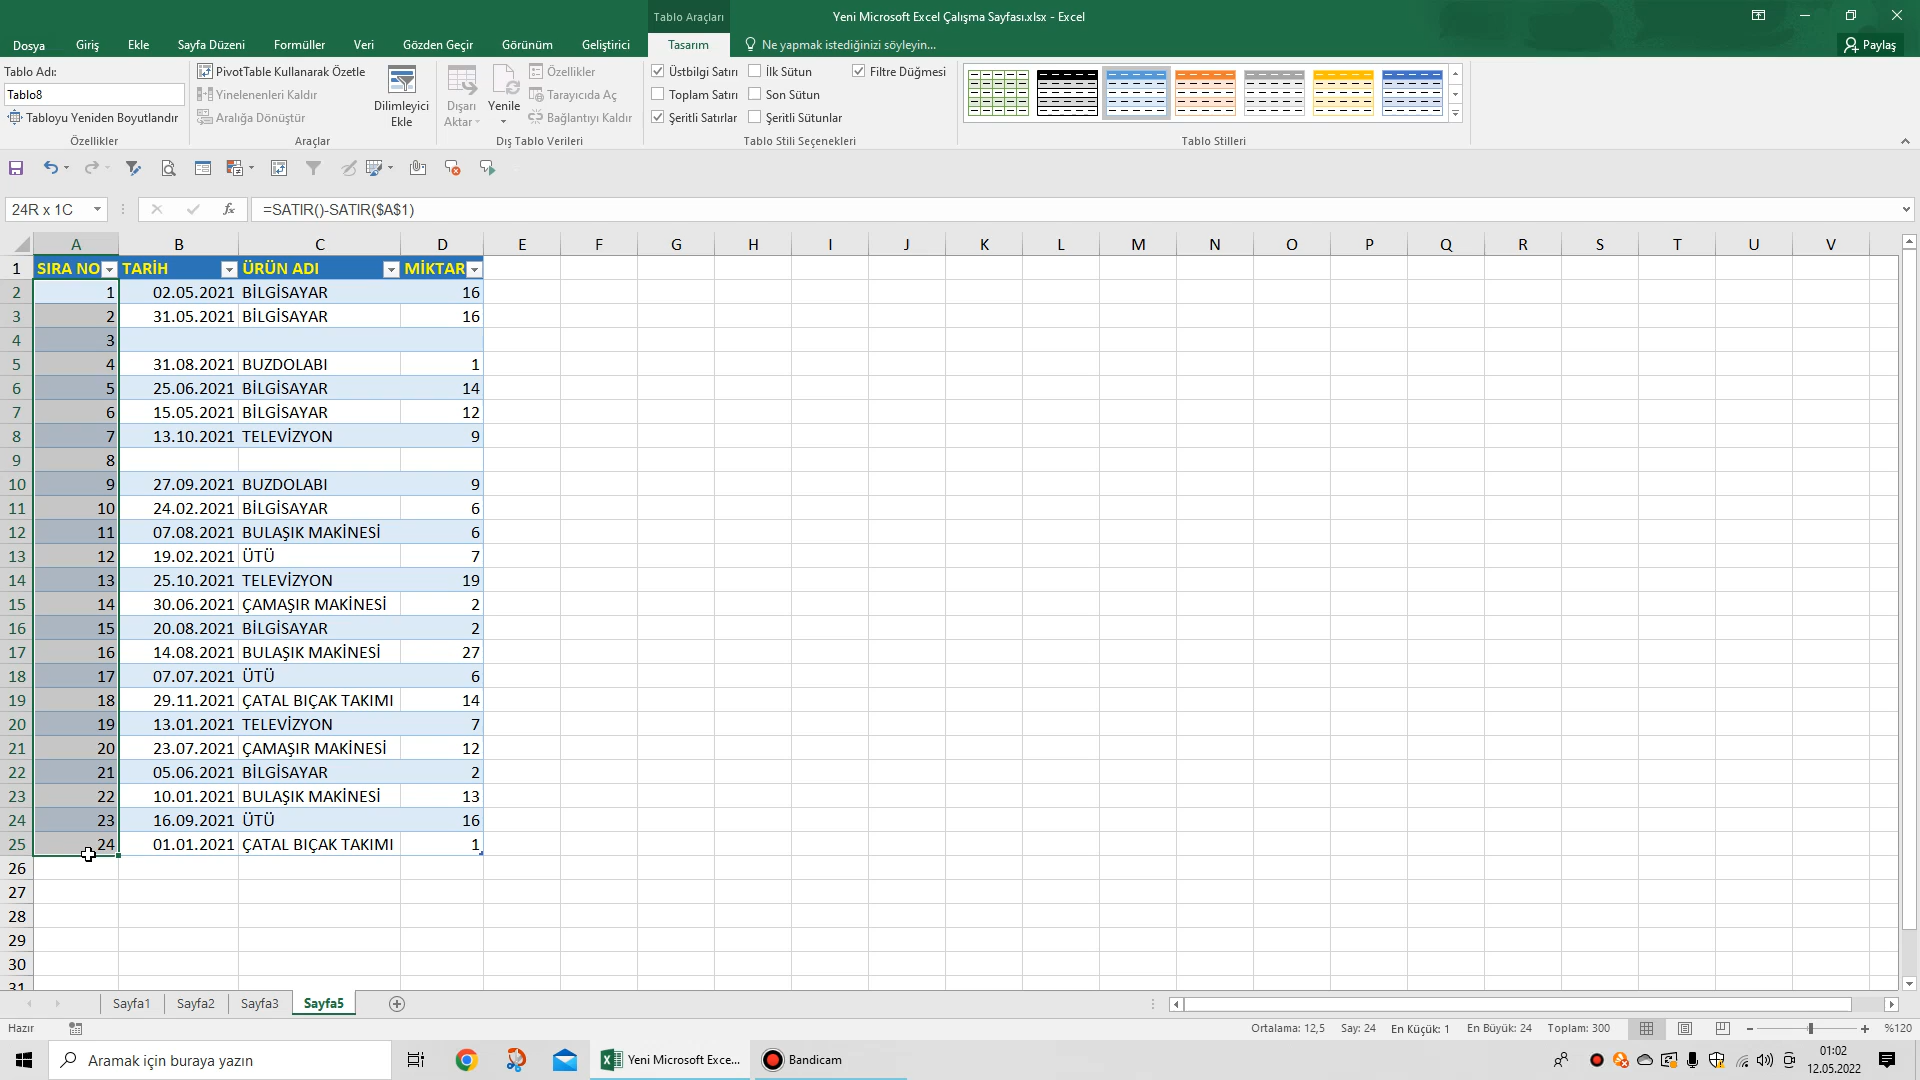 Tablo Araçları
Yeni Microsoft Excel Çalışma Sayfası.xlsx - Excel
Dosya Giriş Ekle Sayfa Düzeni Formüller Veri Gözden Geçir Görünüm Geliştirici Tasarım Ne yapmak istediğinizi söyleyin... Paylaş
Tablo Adı:
Tablo8
Tabloyu Yeniden Boyutlandır
Özellikler
PivotTable Kullanarak Özetle
Yinelenenleri Kaldır
Aralığa Dönüştür
Dilimleyici
Ekle
Araçlar
Dışarı
Aktar
Yenile
Özellikler
Tarayıcıda Aç
Bağlantıyı Kaldır
Dış Tablo Verileri
Üstbilgi Satırı İlk Sütun Filtre Düğmesi
Toplam Satırı Son Sütun
Şeritli Satırlar Şeritli Sütunlar
Tablo Stili Seçenekleri
Tablo Stilleri
24R x 1C fx =SATIR()-SATIR($A$1)
A B C D E F G H I J K L M N O P Q R S T U V
1 SIRA NO TARİH ÜRÜN ADI MİKTAR
2 1 02.05.2021 BİLGİSAYAR 16
3 2 31.05.2021 BİLGİSAYAR 16
4 3
5 4 31.08.2021 BUZDOLABI 1
6 5 25.06.2021 BİLGİSAYAR 14
7 6 15.05.2021 BİLGİSAYAR 12
8 7 13.10.2021 TELEVİZYON 9
9 8
10 9 27.09.2021 BUZDOLABI 9
11 10 24.02.2021 BİLGİSAYAR 6
12 11 07.08.2021 BULAŞIK MAKİNESİ 6
13 12 19.02.2021 ÜTÜ 7
14 13 25.10.2021 TELEVİZYON 19
15 14 30.06.2021 ÇAMAŞIR MAKİNESİ 2
16 15 20.08.2021 BİLGİSAYAR 2
17 16 14.08.2021 BULAŞIK MAKİNESİ 27
18 17 07.07.2021 ÜTÜ 6
19 18 29.11.2021 ÇATAL BIÇAK TAKIMI 14
20 19 13.01.2021 TELEVİZYON 7
21 20 23.07.2021 ÇAMAŞIR MAKİNESİ 12
22 21 05.06.2021 BİLGİSAYAR 2
23 22 10.01.2021 BULAŞIK MAKİNESİ 13
24 23 16.09.2021 ÜTÜ 16
25 24 01.01.2021 ÇATAL BIÇAK TAKIMI 1
26
27
28
29
30
31
Sayfa1 Sayfa2 Sayfa3 Sayfa5
Hazır Ortalama: 12,5 Say: 24 En Küçük: 1 En Büyük: 24 Toplam: 300 %120
Aramak için buraya yazın Yeni Microsoft Exce... Bandicam
01:02
12.05.2022